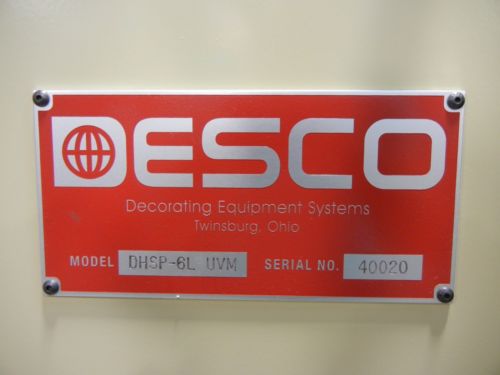 DESCO
Decorating Equipment Systems
Twinsburg, Ohio
MODEL DHSP-6L UVM SERIAL NO. 40020